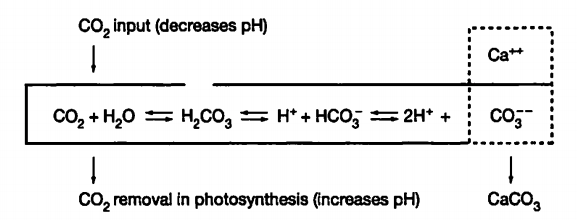 CO₂ input (decreases pH)
Ca⁺⁺
CO₂ + H₂O ⇌ H₂CO₃ ⇌ H⁺ + HCO₃⁻ ⇌ 2H⁺ + CO₃⁻⁻
CO₂ removal in photosynthesis (increases pH)
CaCO₃